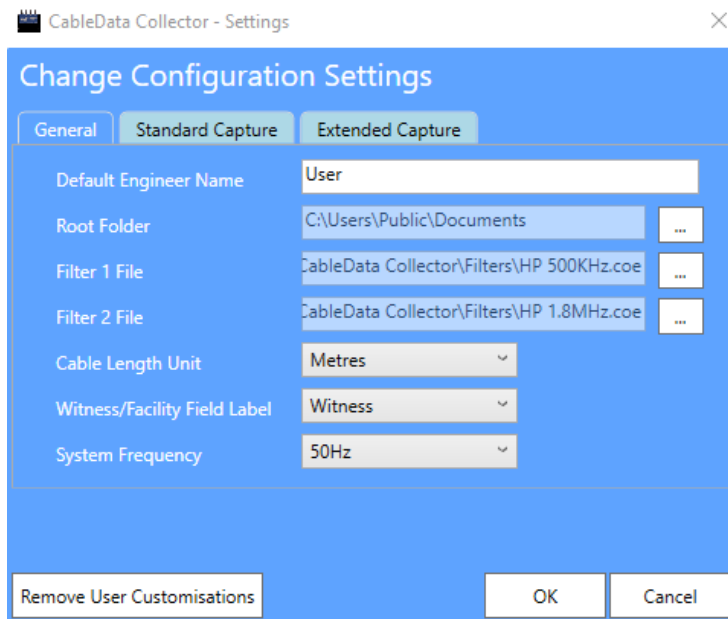 CableData Collector - Settings
Change Configuration Settings
General Standard Capture Extended Capture
Default Engineer Name User
Root Folder C:\Users\Public\Documents ...
Filter 1 File CableData Collector\Filters\HP 500KHz.coe ...
Filter 2 File CableData Collector\Filters\HP 1.8MHz.coe ...
Cable Length Unit Metres
Witness/Facility Field Label Witness
System Frequency 50Hz
Remove User Customisations OK Cancel